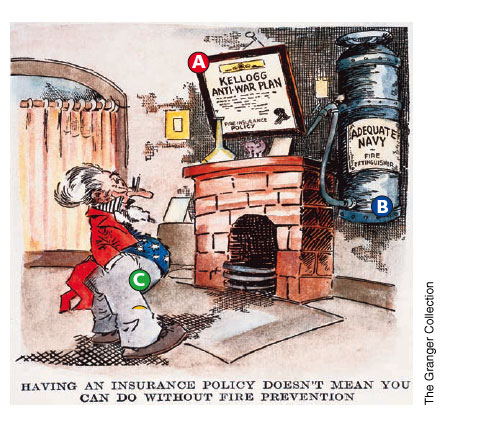 A
KELLOGG
ANTI-WAR PLAN
FIRE INSURANCE
POLICY
ADEQUATE
NAVY
FIRE
EXTINGUISHER
B
C
HAVING AN INSURANCE POLICY DOESN'T MEAN YOU
CAN DO WITHOUT FIRE PREVENTION
The Granger Collection